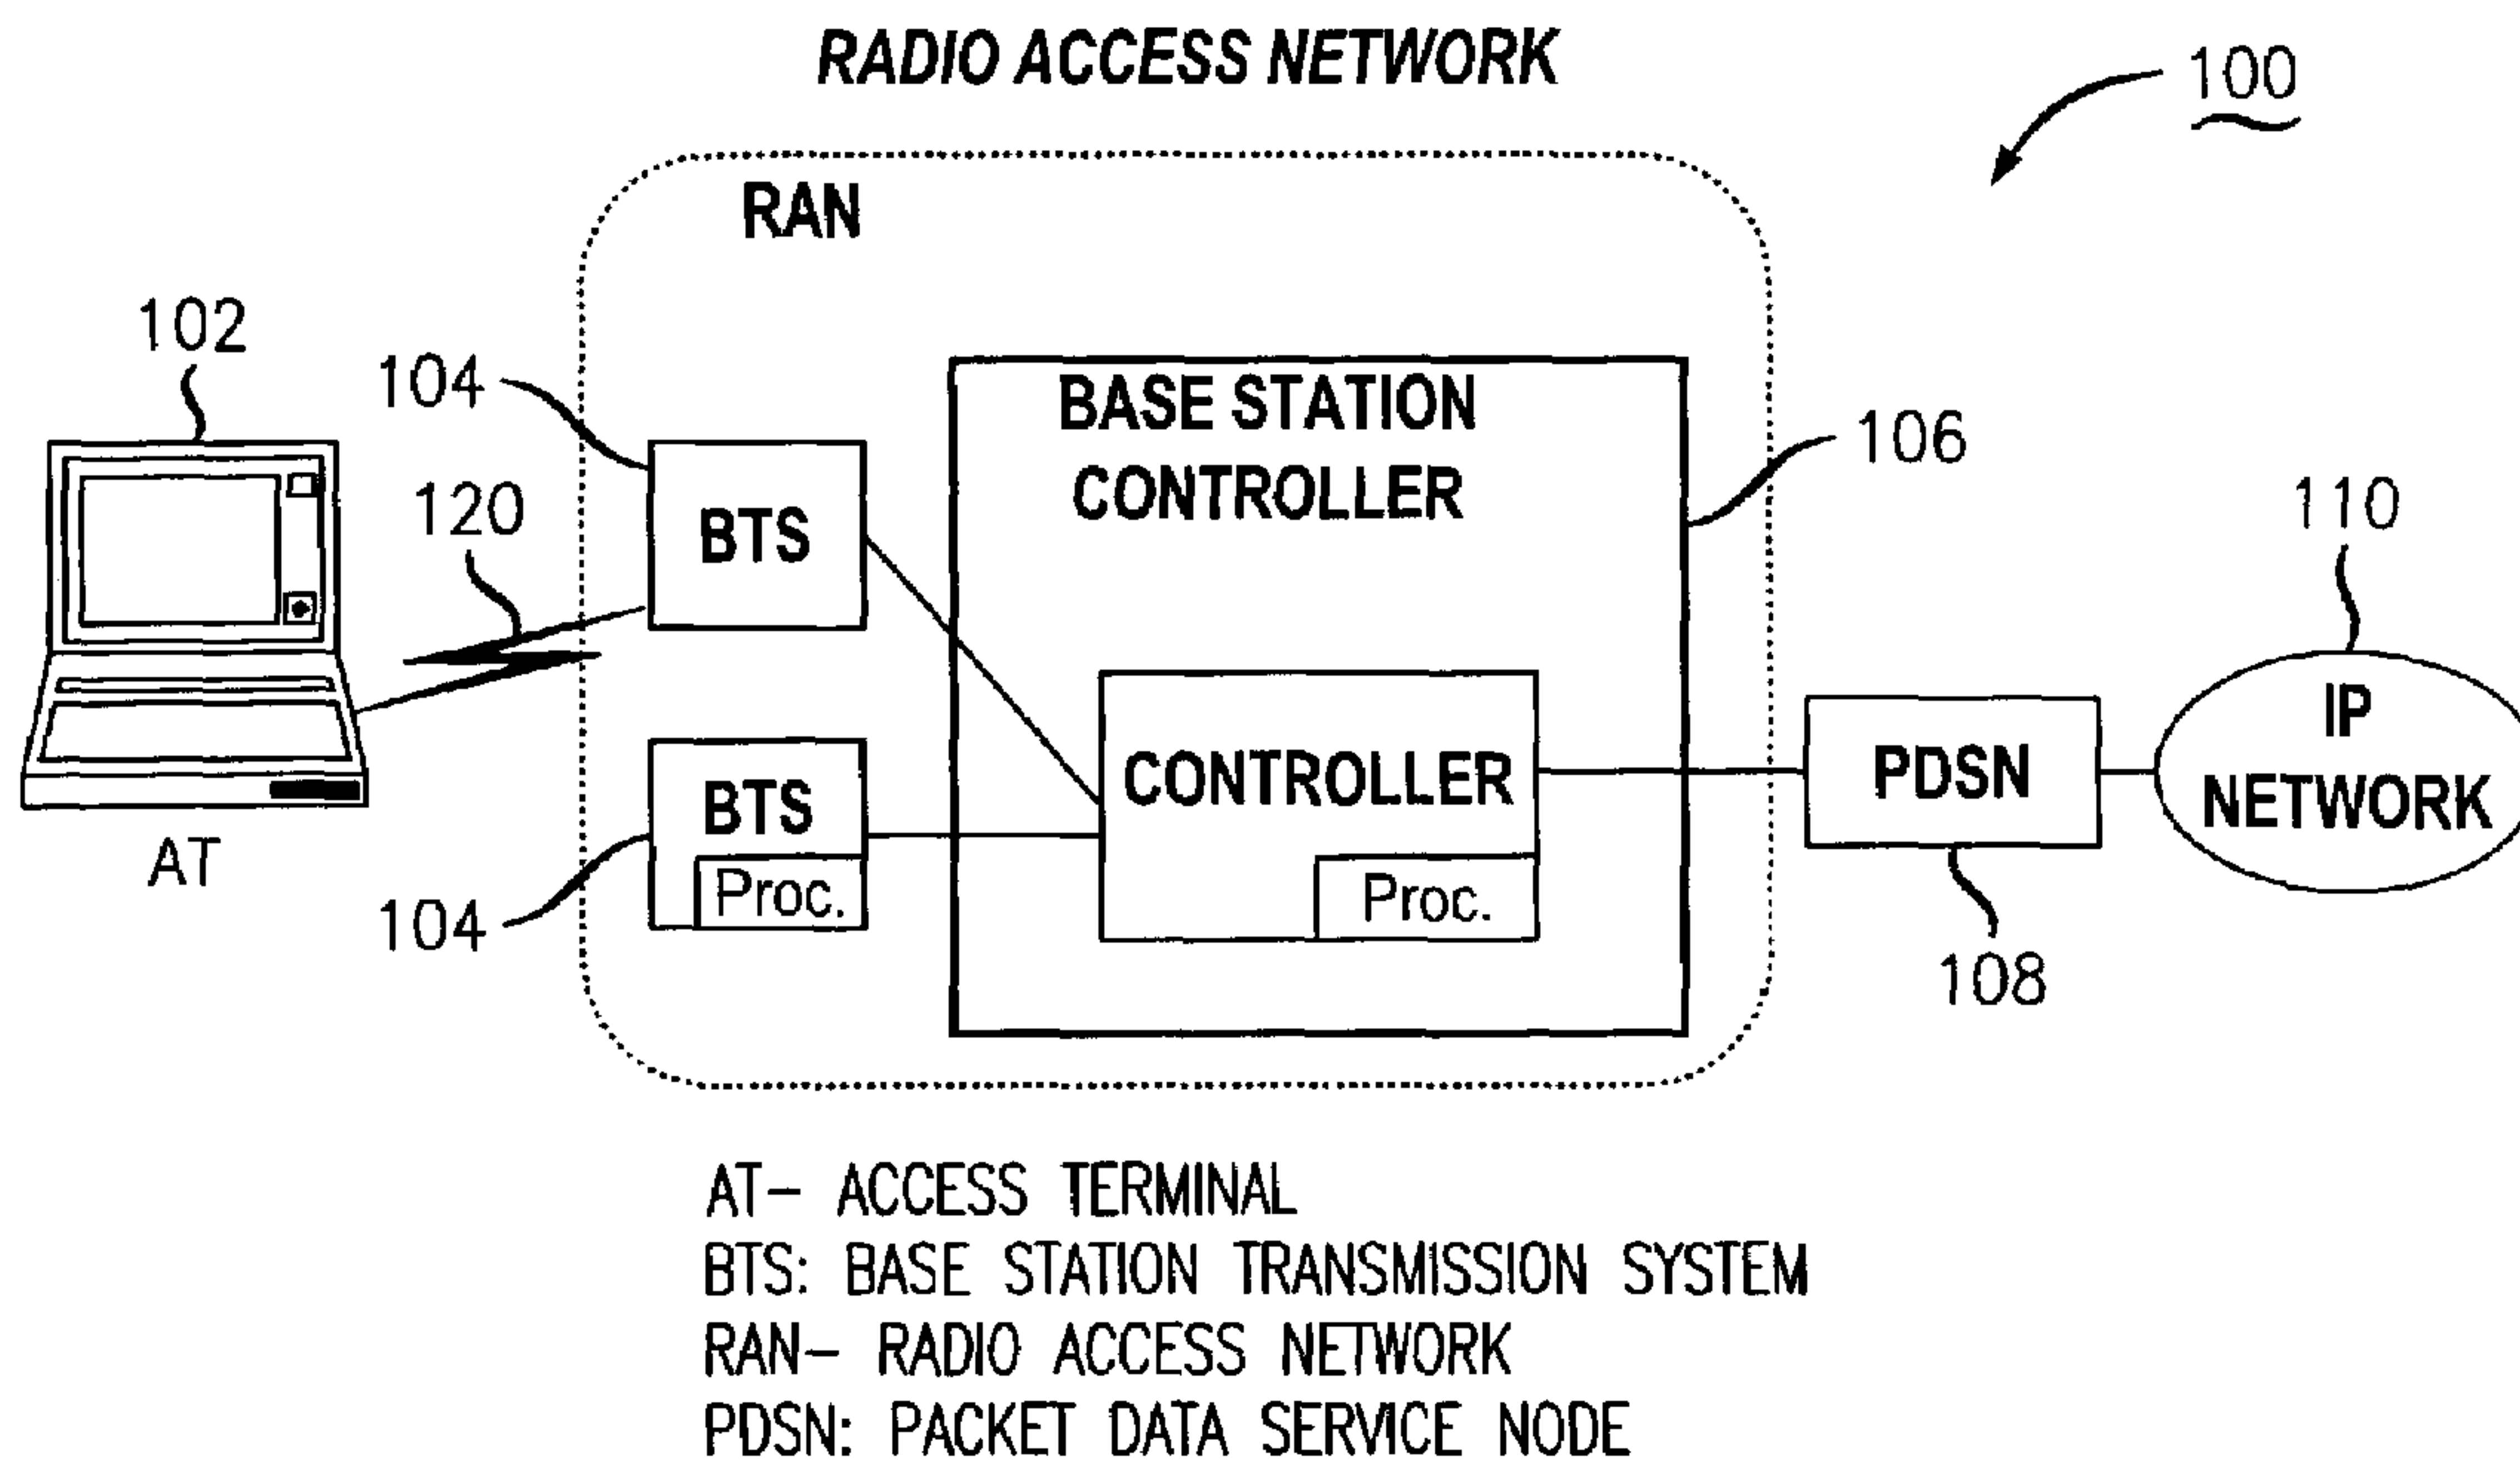 RADIO ACCESS NETWORK
100
RAN
102
104
BASE STATION
CONTROLLER
106
120
BTS
110
IP
NETWORK
CONTROLLER
PDSN
BTS
Proc.
Proc.
AT
104
108
AT- ACCESS TERMINAL
BTS: BASE STATION TRANSMISSION SYSTEM
RAN- RADIO ACCESS NETWORK
PDSN: PACKET DATA SERVICE NODE